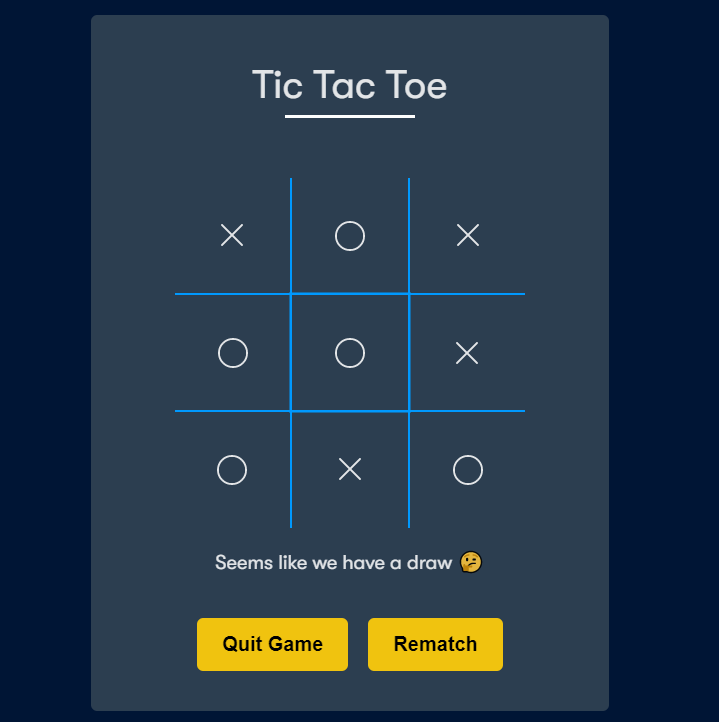 Tic Tac Toe
X O X
O O X
O X O
Seems like we have a draw 🤔
Quit Game
Rematch